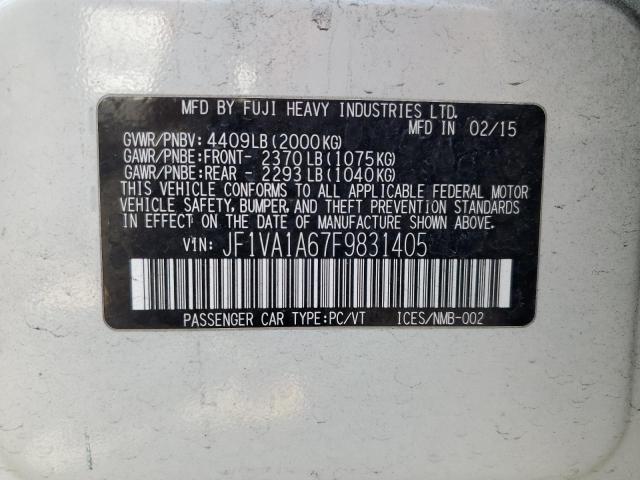 MFD BY FUJI HEAVY INDUSTRIES LTD.
MFD IN 02/15
GVWR/PNBV: 4409LB(2000KG)
GAWR/PNBE:FRONT- 2370LB(1075KG)
GAWR/PNBE:REAR - 2293LB(1040KG)
THIS VEHICLE CONFORMS TO ALL APPLICABLE FEDERAL MOTOR
VEHICLE SAFETY, BUMPER, AND THEFT PREVENTION STANDARDS
IN EFFECT ON THE DATE OF MANUFACTURE SHOWN ABOVE.
VIN: JF1VA1A67F9831405
PASSENGER CAR TYPE:PC/VT ICES/NMB-002